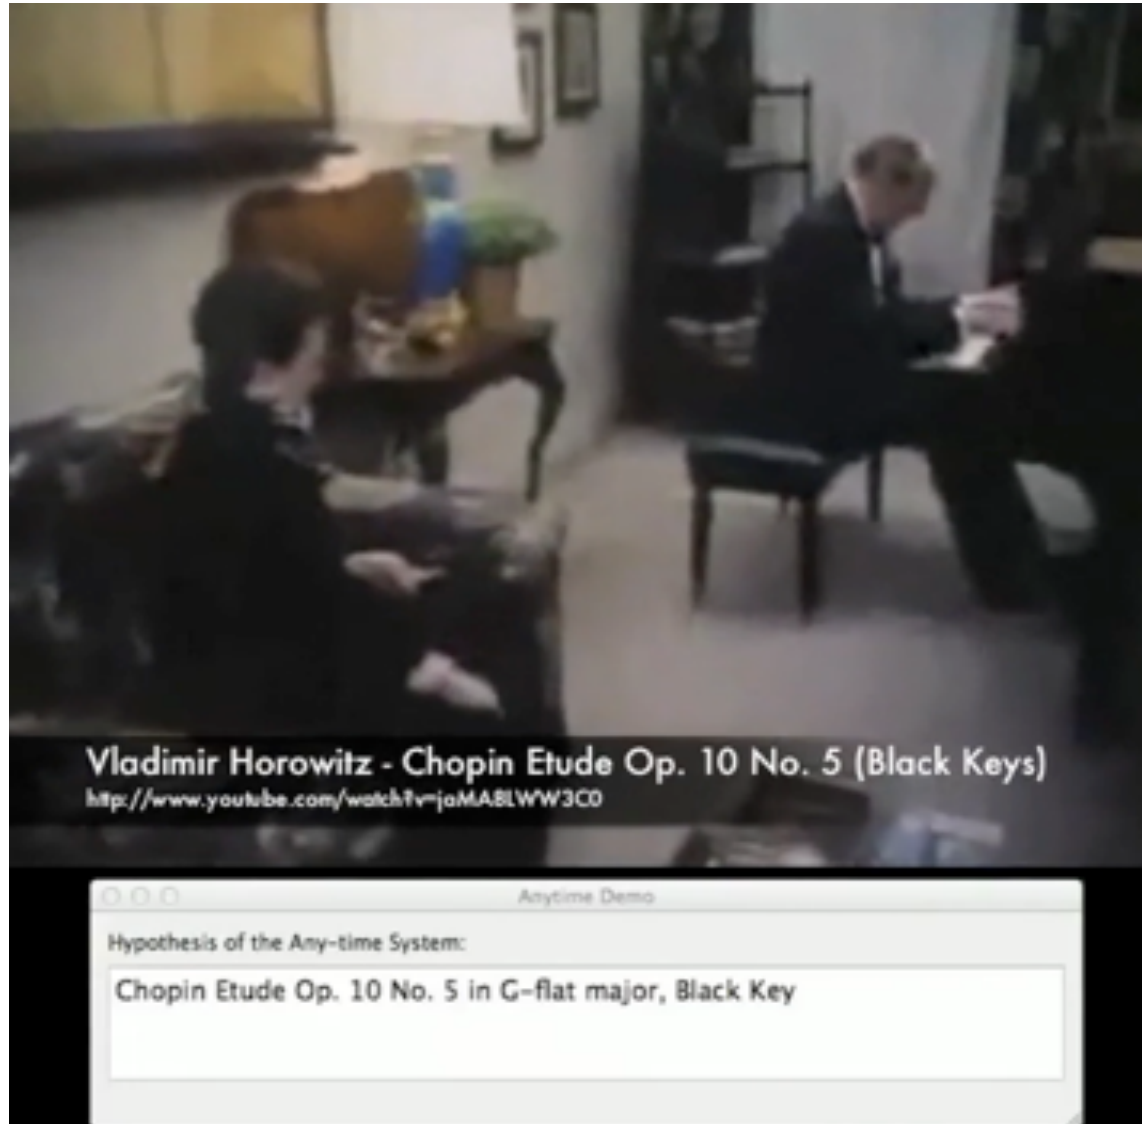 Vladimir Horowitz - Chopin Etude Op. 10 No. 5 (Black Keys)
http://www.youtube.com/watch?v=jaMABLWW3C0
Anytime Demo
Hypothesis of the Any-time System:
Chopin Etude Op. 10 No. 5 in G-flat major, Black Key